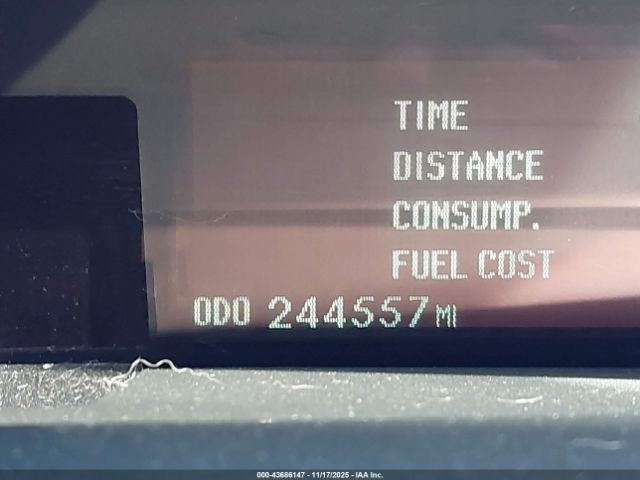 TIME
DISTANCE
CONSUMP.
FUEL COST
ODO 244557 MI
000-43686147 - 11/17/2025 - IAA Inc.